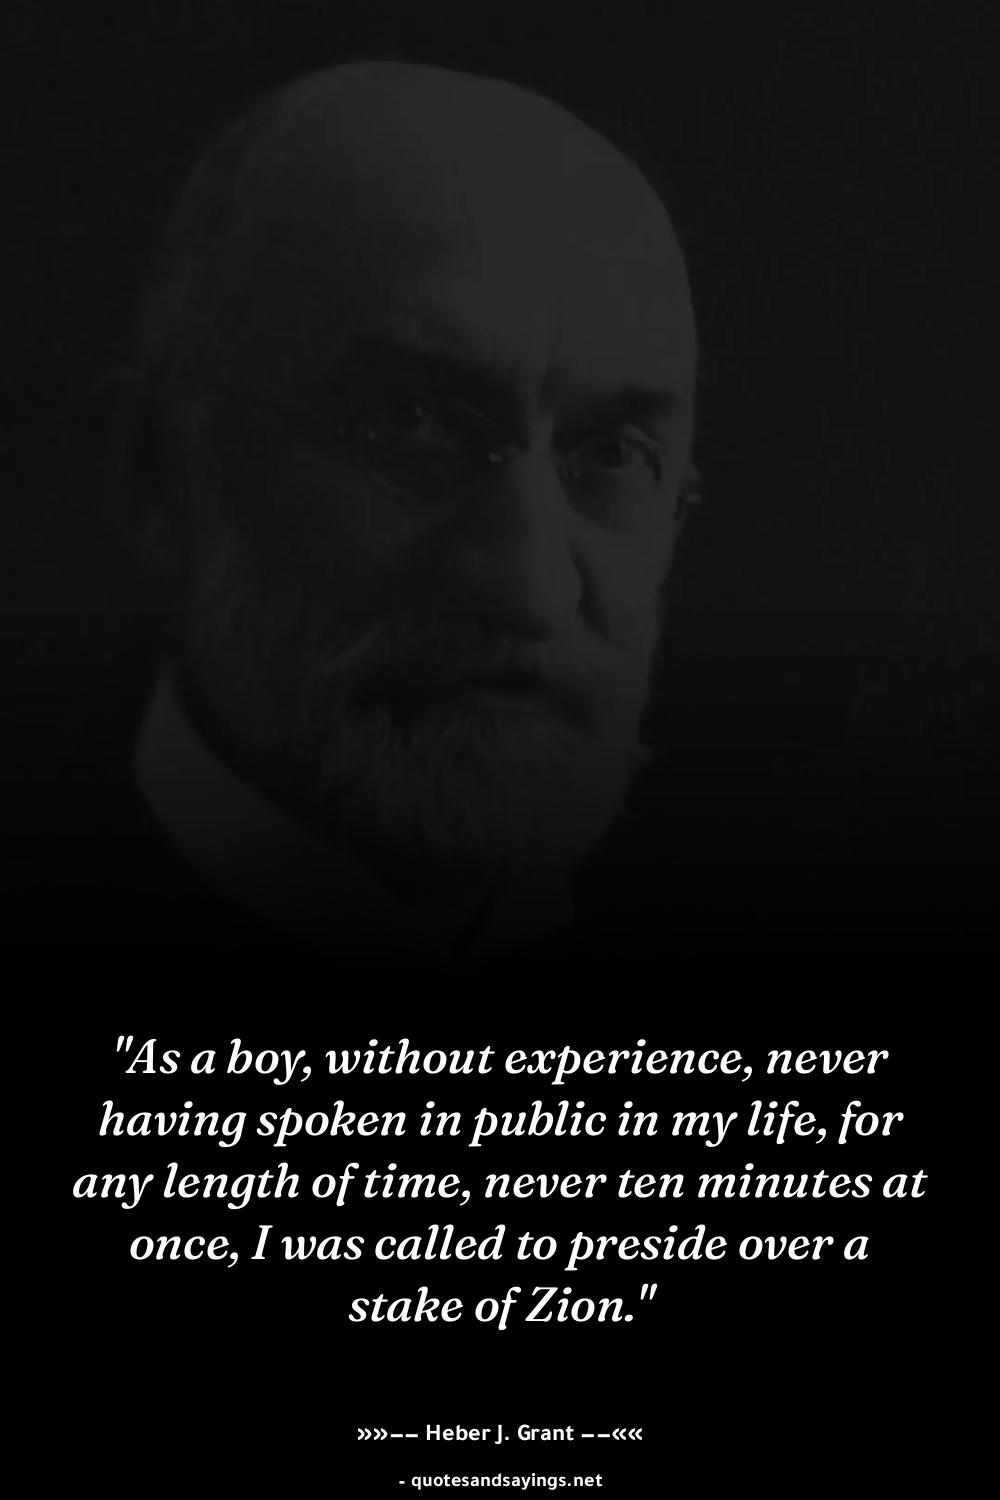 "As a boy, without experience, never
having spoken in public in my life, for
any length of time, never ten minutes at
once, I was called to preside over a
stake of Zion."
»»−− Heber J. Grant −−««
- quotesandsayings.net